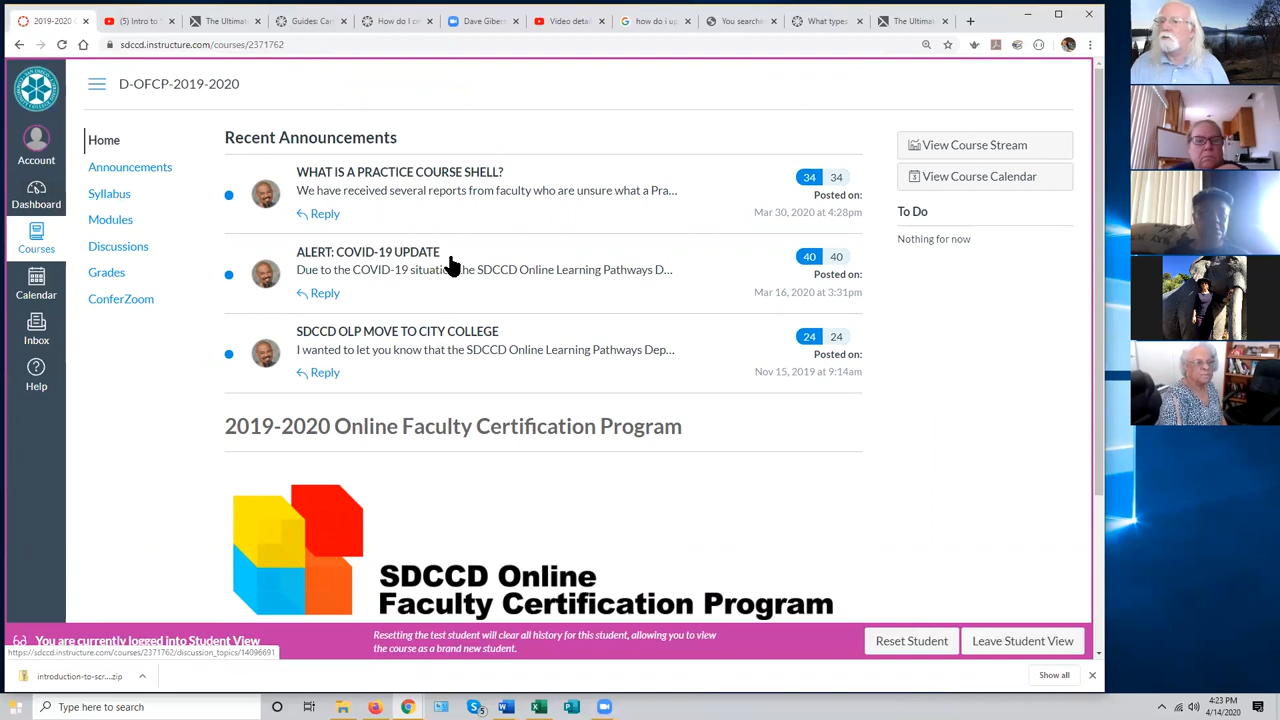 2019-2020 O
(5) Intro to S
The Ultima
Guides: Can
How do I cr
Dave Giber
Video detai
how do i up
You searchin
What types
The Ultima
sdccd.instructure.com/courses/2371762
D-OFCP-2019-2020
Account
Dashboard
Courses
Calendar
Inbox
5
Help
Home
Announcements
Syllabus
Modules
Discussions
Grades
ConferZoom
Recent Announcements
WHAT IS A PRACTICE COURSE SHELL?
We have received several reports from faculty who are unsure what a Pra...
Reply
34 34
Posted on:
Mar 30, 2020 at 4:28pm
ALERT: COVID-19 UPDATE
Due to the COVID-19 situati he SDCCD Online Learning Pathways D...
Reply
40 40
Posted on:
Mar 16, 2020 at 3:31pm
SDCCD OLP MOVE TO CITY COLLEGE
I wanted to let you know that the SDCCD Online Learning Pathways Dep...
Reply
24 24
Posted on:
Nov 15, 2019 at 9:14am
View Course Stream
View Course Calendar
To Do
Nothing for now
2019-2020 Online Faculty Certification Program
SDCCD Online
Faculty Certification Program
You are currently logged into Student View
Resetting the test student will clear all history for this student, allowing you to view
the course as a brand new student.
Reset Student
Leave Student View
https://sdccd.instructure.com/courses/2371762/discussion_topics/14096691
introduction-to-scr....zip
Show all
Type here to search
4:23 PM
4/14/2020